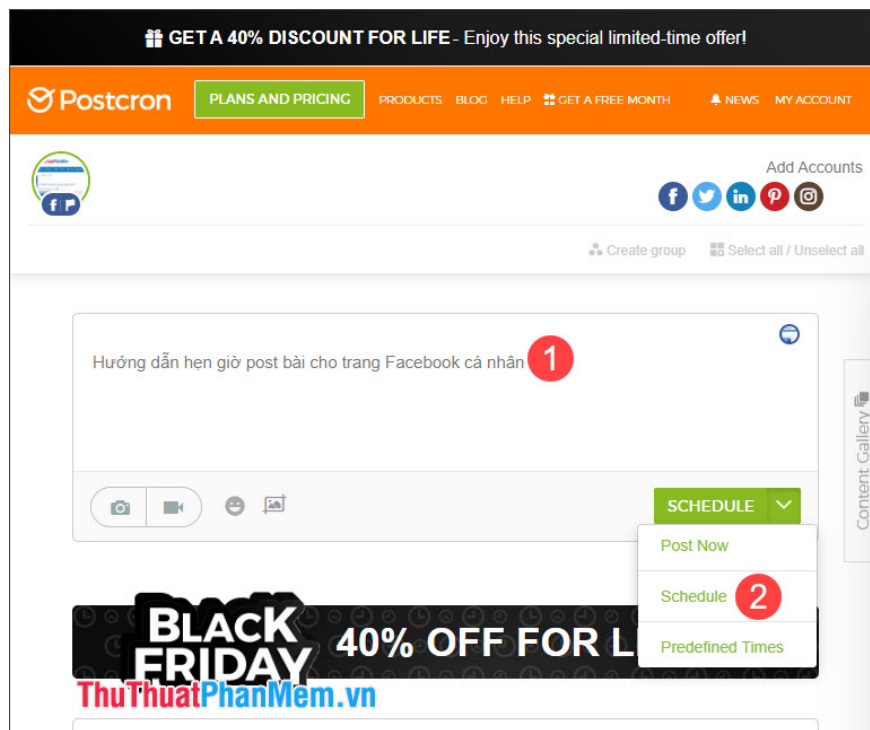 GET A 40% DISCOUNT FOR LIFE - Enjoy this special limited-time offer!
Postcron PLANS AND PRICING PRODUCTS BLOG HELP GET A FREE MONTH NEWS MY ACCOUNT
Add Accounts
Create group Select all / Unselect all
Hướng dẫn hẹn giờ post bài cho trang Facebook cá nhân 1
Content Gallery
SCHEDULE
Post Now
Schedule 2
Predefined Times
BLACK
FRIDAY
40% OFF FOR L
ThuThuatPhanMem.vn